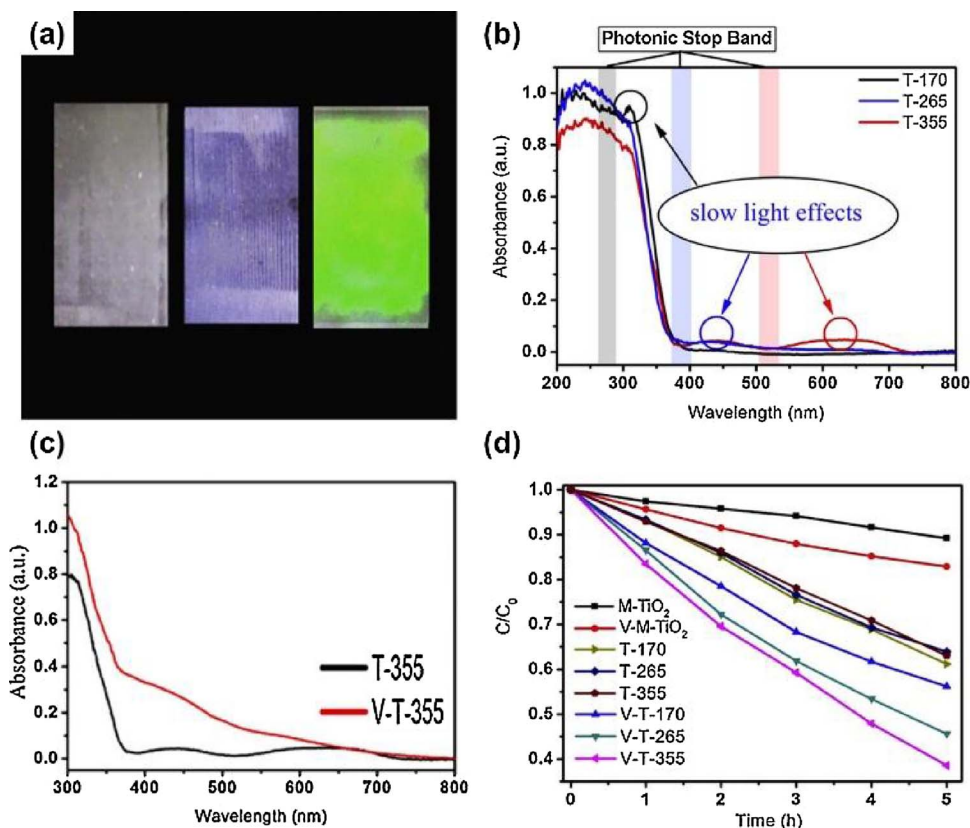 (a)
(b)
Photonic Stop Band
T-170
T-265
T-355
slow light effects
Absorbance (a.u.)
1.0
0.8
0.6
0.4
0.2
0.0
200 300 400 500 600 700 800
Wavelength (nm)
(c)
Absorbance (a.u.)
1.2
1.0
0.8
0.6
0.4
0.2
0.0
T-355
V-T-355
300 400 500 600 700 800
Wavelength (nm)
(d)
C/C₀
1.0
0.9
0.8
0.7
0.6
0.5
0.4
M-TiO₂
V-M-TiO₂
T-170
T-265
T-355
V-T-170
V-T-265
V-T-355
0 1 2 3 4 5
Time (h)